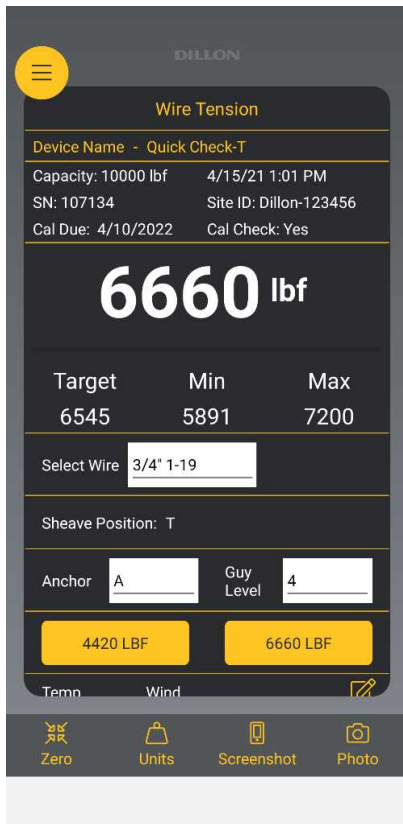 DILLON
Wire Tension
Device Name - Quick Check-T
Capacity: 10000 lbf 4/15/21 1:01 PM
SN: 107134 Site ID: Dillon-123456
Cal Due: 4/10/2022 Cal Check: Yes
6660 lbf
Target Min Max
6545 5891 7200
Select Wire 3/4" 1-19
Sheave Position: T
Anchor A Guy Level 4
4420 LBF 6660 LBF
Temp Wind
Zero Units Screenshot Photo